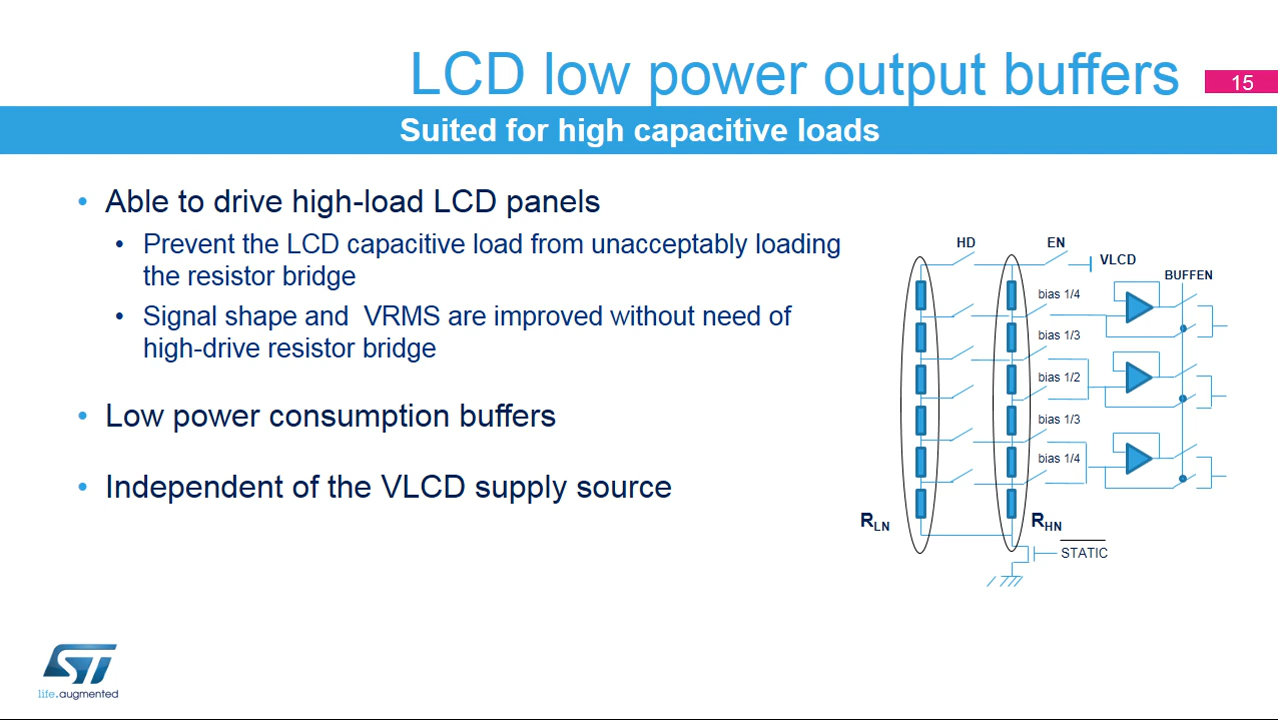 LCD low power output buffers
15
Suited for high capacitive loads
• Able to drive high-load LCD panels
• Prevent the LCD capacitive load from unacceptably loading
the resistor bridge
• Signal shape and VRMS are improved without need of
high-drive resistor bridge
• Low power consumption buffers
• Independent of the VLCD supply source
HD
EN
VLCD
BUFFEN
bias 1/4
bias 1/3
bias 1/2
bias 1/3
bias 1/4
RLN
RHN
STATIC
ST
life.augmented